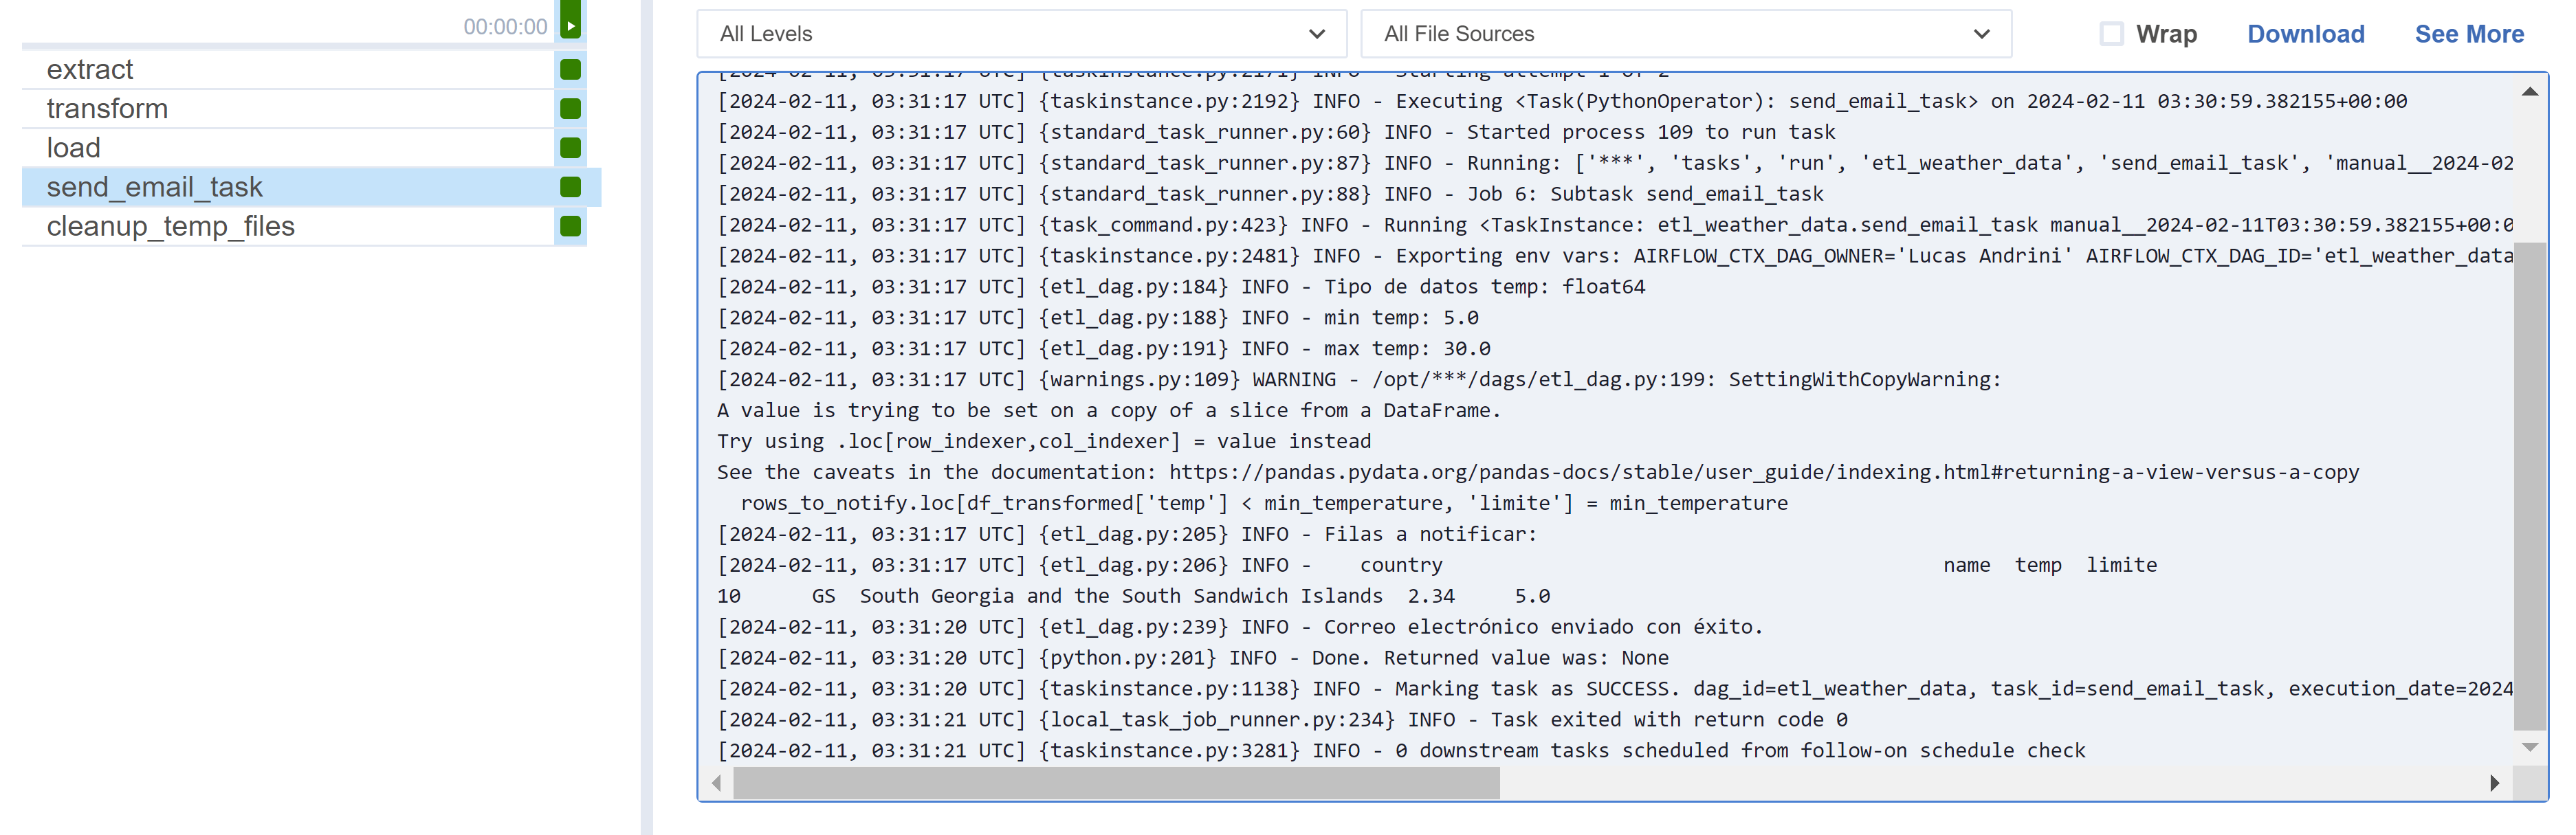 00:00:00
extract
transform
load
send_email_task
cleanup_temp_files
All Levels
All File Sources
Wrap
Download
See More
[2024-02-11, 03:31:17 UTC] {taskinstance.py:2171} INFO - Starting attempt 1 of 2
[2024-02-11, 03:31:17 UTC] {taskinstance.py:2192} INFO - Executing <Task(PythonOperator): send_email_task> on 2024-02-11 03:30:59.382155+00:00
[2024-02-11, 03:31:17 UTC] {standard_task_runner.py:60} INFO - Started process 109 to run task
[2024-02-11, 03:31:17 UTC] {standard_task_runner.py:87} INFO - Running: ['***', 'tasks', 'run', 'etl_weather_data', 'send_email_task', 'manual__2024-02
[2024-02-11, 03:31:17 UTC] {standard_task_runner.py:88} INFO - Job 6: Subtask send_email_task
[2024-02-11, 03:31:17 UTC] {task_command.py:423} INFO - Running <TaskInstance: etl_weather_data.send_email_task manual__2024-02-11T03:30:59.382155+00:0
[2024-02-11, 03:31:17 UTC] {taskinstance.py:2481} INFO - Exporting env vars: AIRFLOW_CTX_DAG_OWNER='Lucas Andrini' AIRFLOW_CTX_DAG_ID='etl_weather_data
[2024-02-11, 03:31:17 UTC] {etl_dag.py:184} INFO - Tipo de datos temp: float64
[2024-02-11, 03:31:17 UTC] {etl_dag.py:188} INFO - min temp: 5.0
[2024-02-11, 03:31:17 UTC] {etl_dag.py:191} INFO - max temp: 30.0
[2024-02-11, 03:31:17 UTC] {warnings.py:109} WARNING - /opt/***/dags/etl_dag.py:199: SettingWithCopyWarning:
A value is trying to be set on a copy of a slice from a DataFrame.
Try using .loc[row_indexer,col_indexer] = value instead
See the caveats in the documentation: https://pandas.pydata.org/pandas-docs/stable/user_guide/indexing.html#returning-a-view-versus-a-copy
rows_to_notify.loc[df_transformed['temp'] < min_temperature, 'limite'] = min_temperature
[2024-02-11, 03:31:17 UTC] {etl_dag.py:205} INFO - Filas a notificar:
[2024-02-11, 03:31:17 UTC] {etl_dag.py:206} INFO - country name temp limite
10 GS South Georgia and the South Sandwich Islands 2.34 5.0
[2024-02-11, 03:31:20 UTC] {etl_dag.py:239} INFO - Correo electrónico enviado con éxito.
[2024-02-11, 03:31:20 UTC] {python.py:201} INFO - Done. Returned value was: None
[2024-02-11, 03:31:20 UTC] {taskinstance.py:1138} INFO - Marking task as SUCCESS. dag_id=etl_weather_data, task_id=send_email_task, execution_date=2024
[2024-02-11, 03:31:21 UTC] {local_task_job_runner.py:234} INFO - Task exited with return code 0
[2024-02-11, 03:31:21 UTC] {taskinstance.py:3281} INFO - 0 downstream tasks scheduled from follow-on schedule check